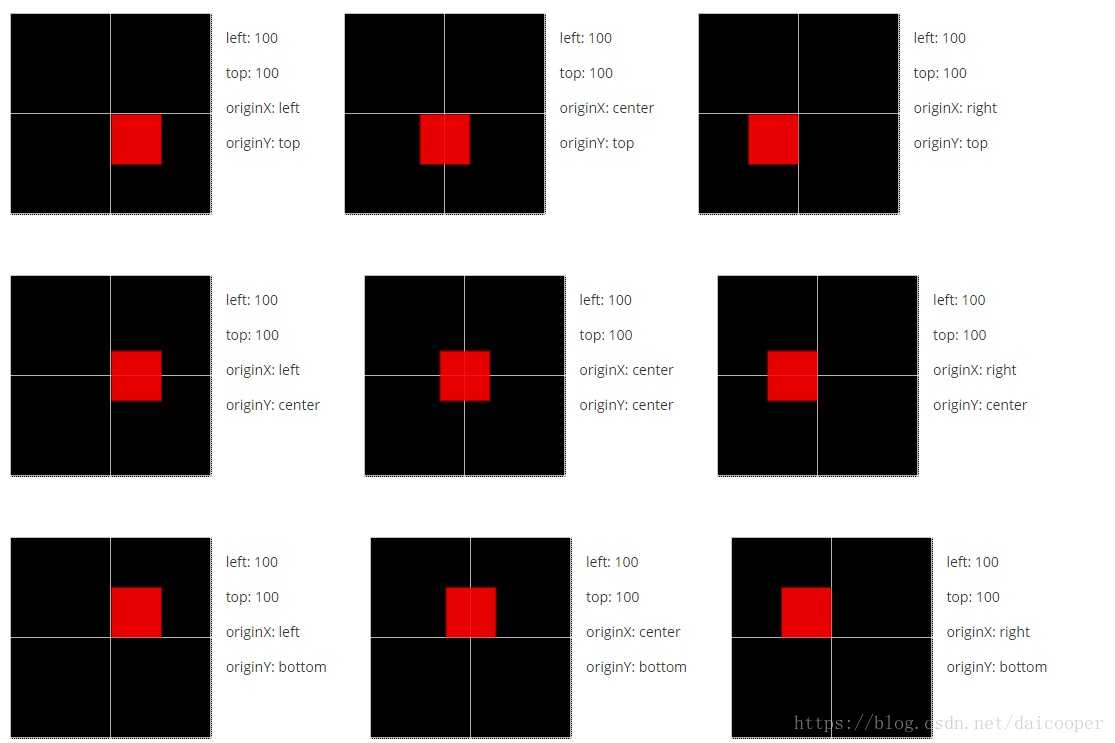 left: 100
top: 100
originX: left
originY: top
left: 100
top: 100
originX: center
originY: top
left: 100
top: 100
originX: right
originY: top
left: 100
top: 100
originX: left
originY: center
left: 100
top: 100
originX: center
originY: center
left: 100
top: 100
originX: right
originY: center
left: 100
top: 100
originX: left
originY: bottom
left: 100
top: 100
originX: center
originY: bottom
left: 100
top: 100
originX: right
originY: bottom
https://blog.csdn.net/daicooper